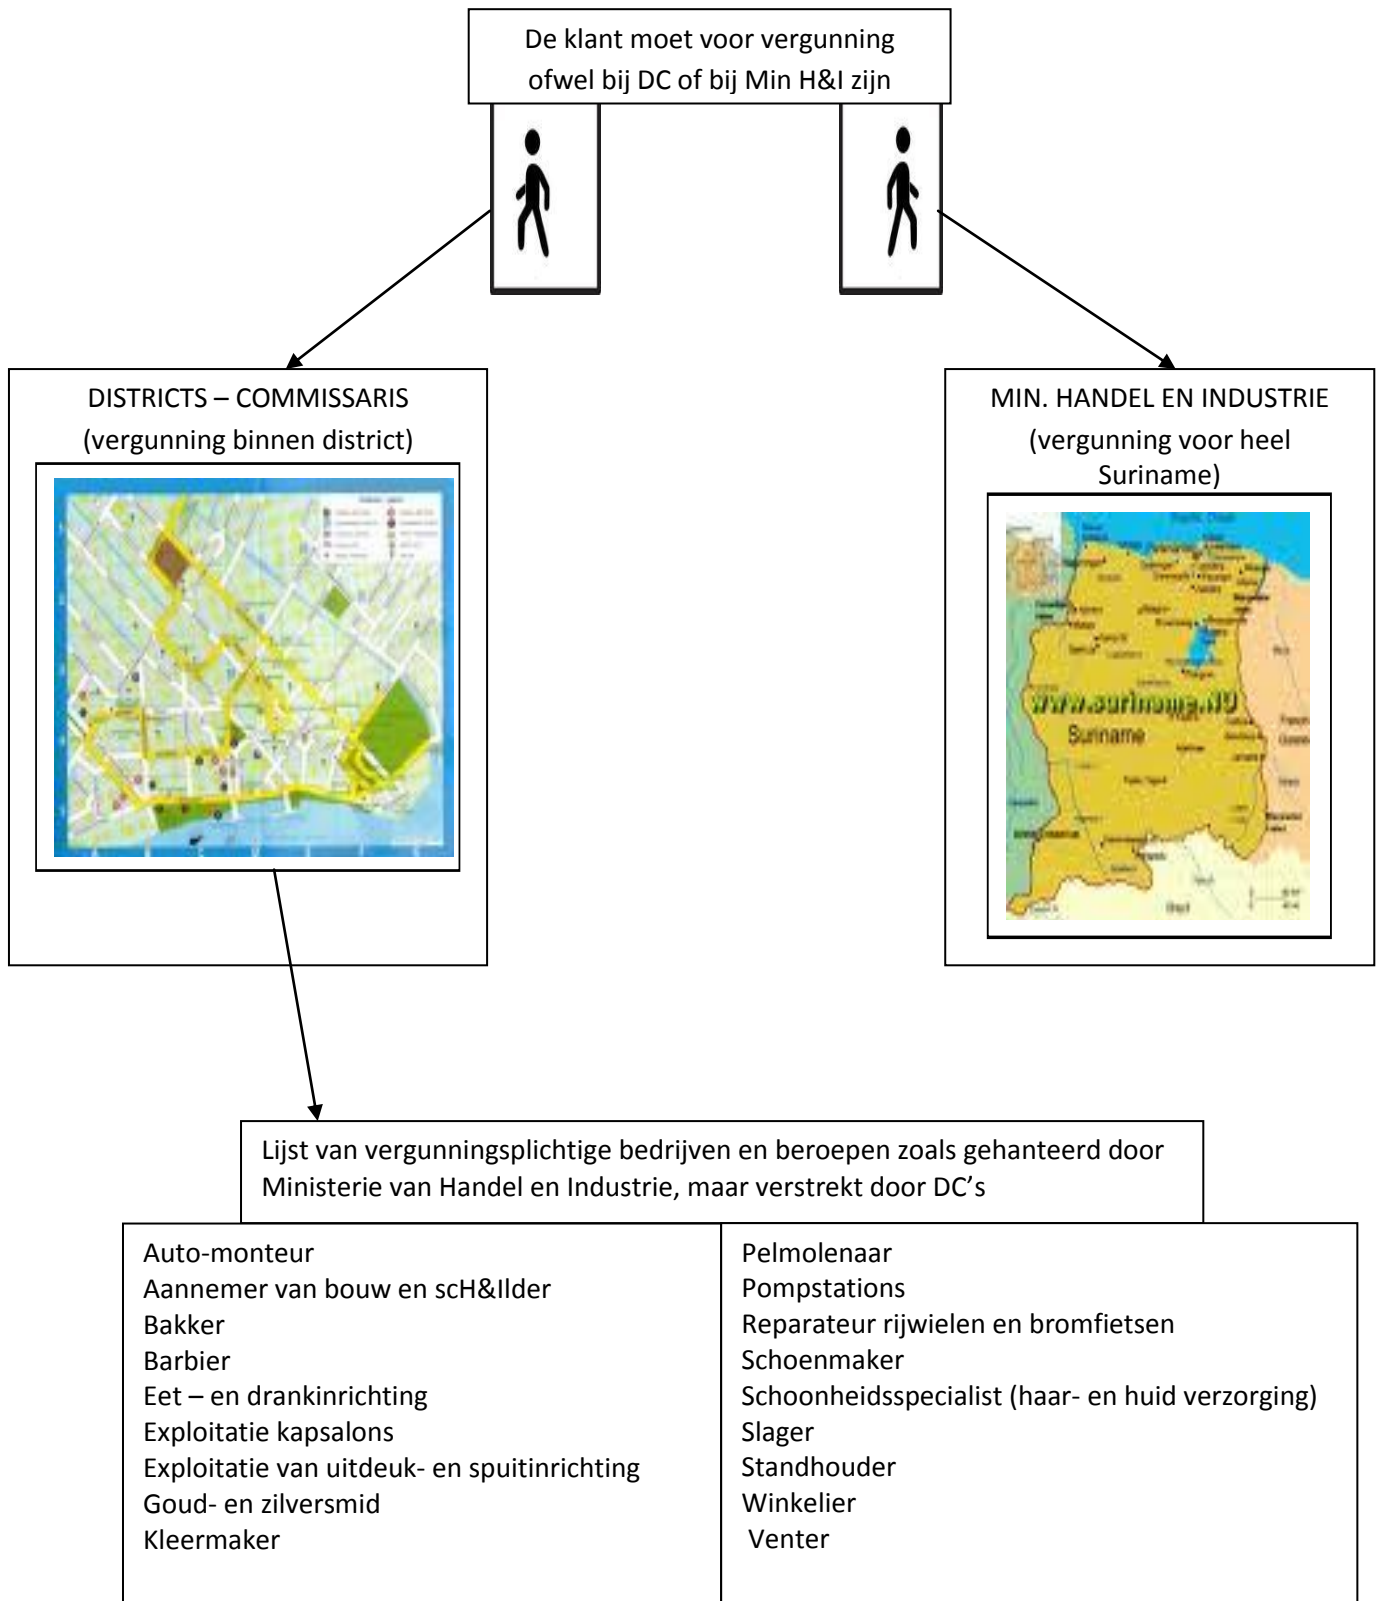 De klant moet voor vergunning
ofwel bij DC of bij Min H&I zijn
DISTRICTS – COMMISSARIS
(vergunning binnen district)
MIN. HANDEL EN INDUSTRIE
(vergunning voor heel
Suriname)
www.suriname.NU
Suriname
Lijst van vergunningsplichtige bedrijven en beroepen zoals gehanteerd door
Ministerie van Handel en Industrie, maar verstrekt door DC’s
Auto-monteur
Aannemer van bouw en scH&Ilder
Bakker
Barbier
Eet – en drankinrichting
Exploitatie kapsalons
Exploitatie van uitdeuk- en spuitinrichting
Goud- en zilversmid
Kleermaker
Pelmolenaar
Pompstations
Reparateur rijwielen en bromfietsen
Schoenmaker
Schoonheidsspecialist (haar- en huid verzorging)
Slager
Standhouder
Winkelier
Venter